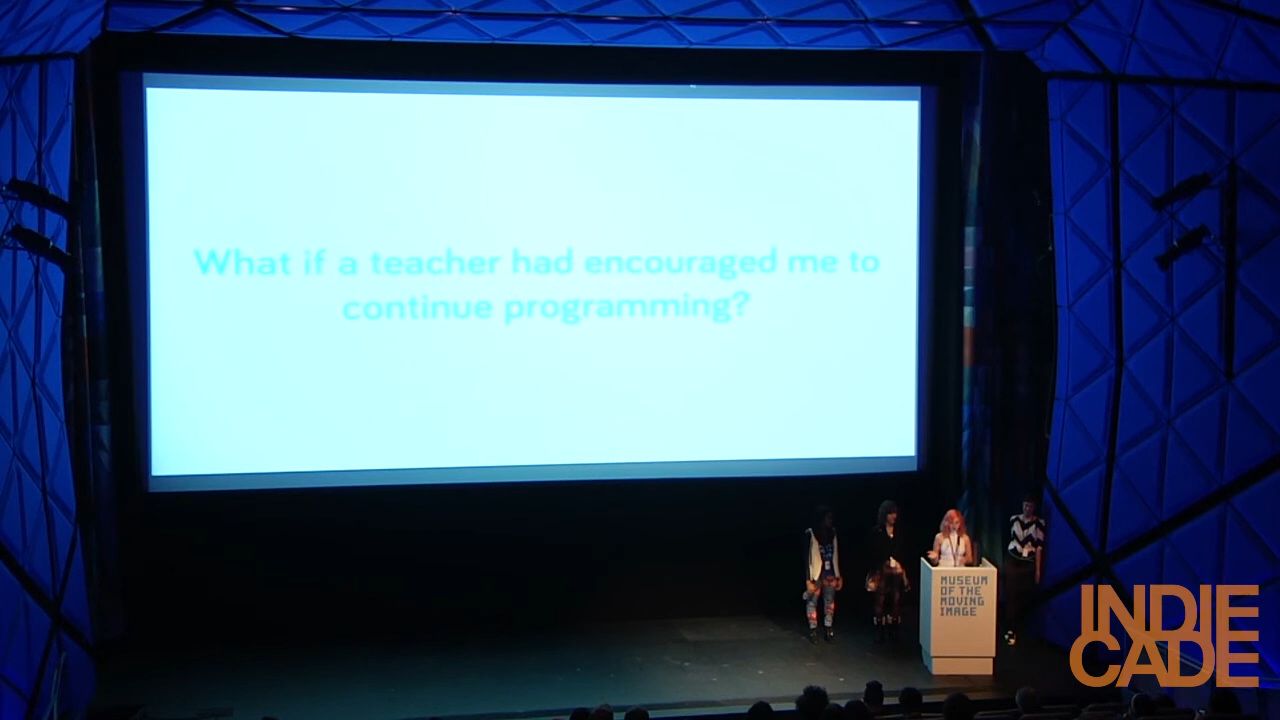 What if a teacher had encouraged me to
continue programming?
MUSEUM
OF THE
MOVING
IMAGE
INDIE
CADE